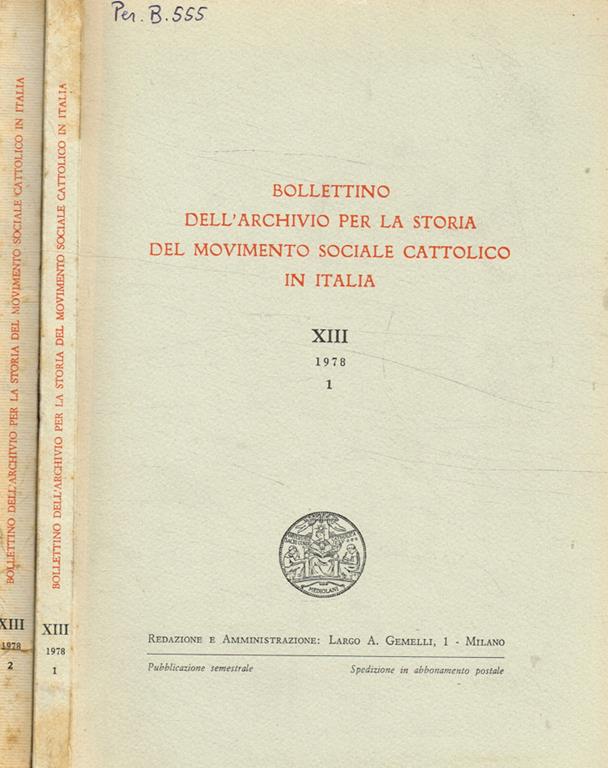 BOLLETTINO DELL'ARCHIVIO PER LA STORIA DEL MOVIMENTO SOCIALE CATTOLICO IN ITALIA
XIII
1978
2
BOLLETTINO DELL'ARCHIVIO PER LA STORIA DEL MOVIMENTO SOCIALE CATTOLICO IN ITALIA
XIII
1978
1
Per. B. 555
BOLLETTINO
DELL'ARCHIVIO PER LA STORIA
DEL MOVIMENTO SOCIALE CATTOLICO
IN ITALIA
XIII
1978
1
MEDIOLANI
REDAZIONE E AMMINISTRAZIONE: LARGO A. GEMELLI, 1 - MILANO
Pubblicazione semestrale
Spedizione in abbonamento postale